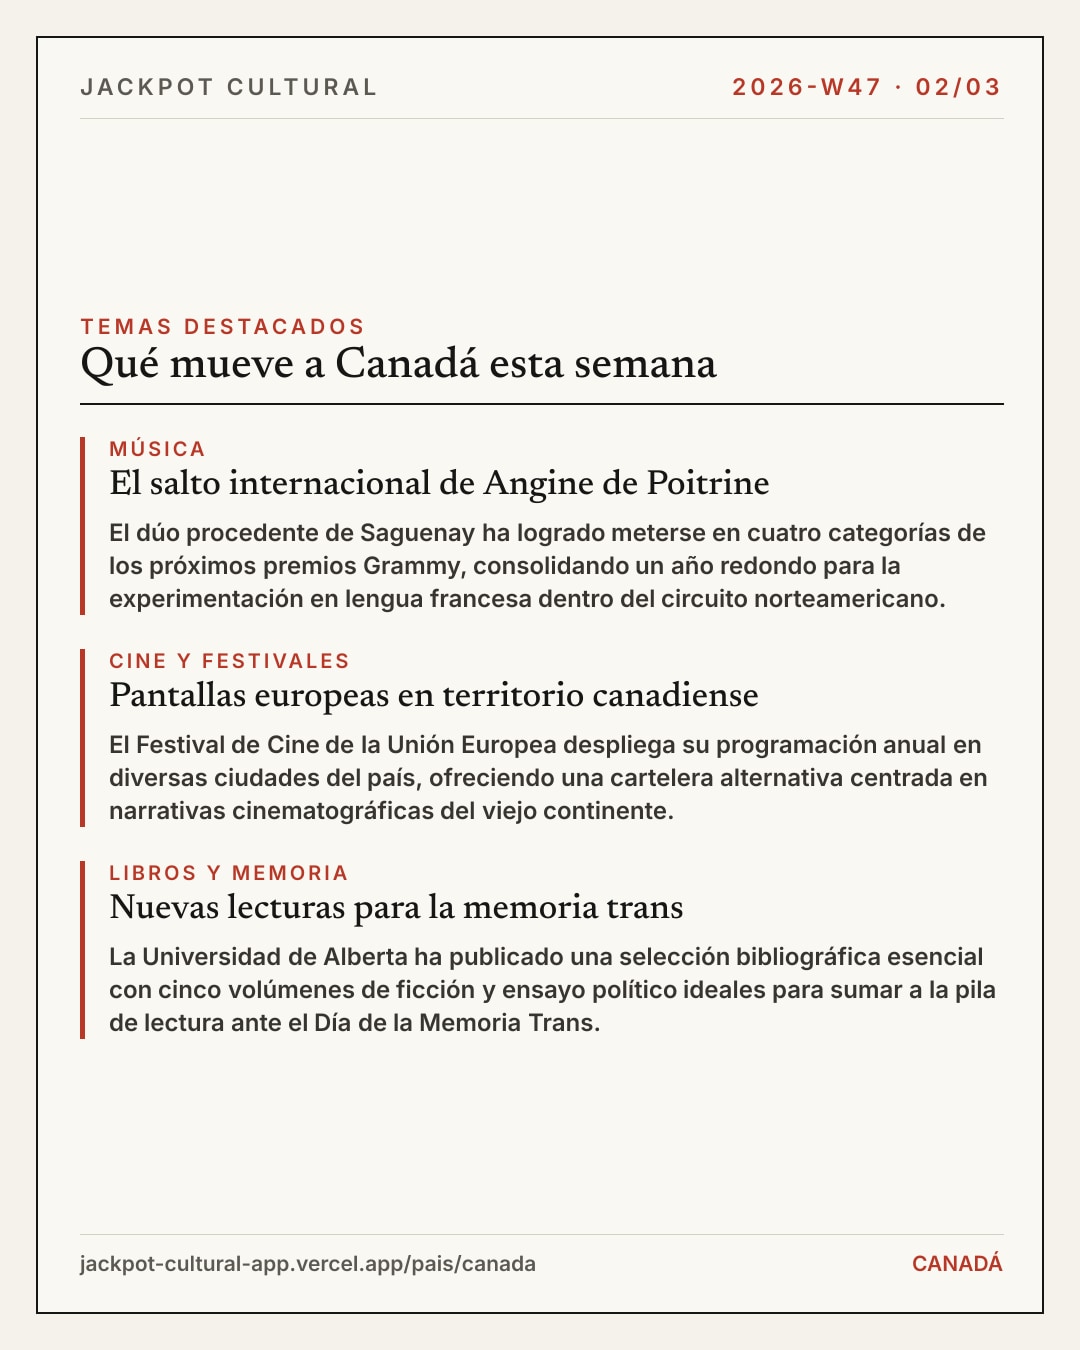 JACKPOT CULTURAL
2026-W47 · 02/03
TEMAS DESTACADOS
Qué mueve a Canadá esta semana
MÚSICA
El salto internacional de Angine de Poitrine
El dúo procedente de Saguenay ha logrado meterse en cuatro categorías de
los próximos premios Grammy, consolidando un año redondo para la
experimentación en lengua francesa dentro del circuito norteamericano.
CINE Y FESTIVALES
Pantallas europeas en territorio canadiense
El Festival de Cine de la Unión Europea despliega su programación anual en
diversas ciudades del país, ofreciendo una cartelera alternativa centrada en
narrativas cinematográficas del viejo continente.
LIBROS Y MEMORIA
Nuevas lecturas para la memoria trans
La Universidad de Alberta ha publicado una selección bibliográfica esencial
con cinco volúmenes de ficción y ensayo político ideales para sumar a la pila
de lectura ante el Día de la Memoria Trans.
jackpot-cultural-app.vercel.app/pais/canada
CANADÁ